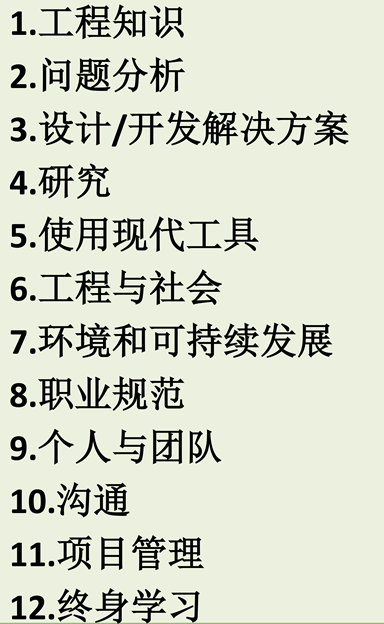 1.工程知识
2.问题分析
3.设计/开发解决方案
4.研究
5.使用现代工具
6.工程与社会
7.环境和可持续发展
8.职业规范
9.个人与团队
10.沟通
11.项目管理
12.终身学习